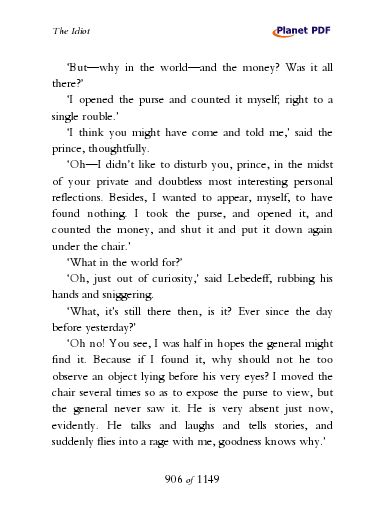 The Idiot
Planet PDF
‘But—why in the world—and the money? Was it all
there?’
‘I opened the purse and counted it myself; right to a
single rouble.’
‘I think you might have come and told me,’ said the
prince, thoughtfully.
‘Oh—I didn’t like to disturb you, prince, in the midst
of your private and doubtless most interesting personal
reflections. Besides, I wanted to appear, myself, to have
found nothing. I took the purse, and opened it, and
counted the money, and shut it and put it down again
under the chair.’
‘What in the world for?’
‘Oh, just out of curiosity,’ said Lebedeff, rubbing his
hands and sniggering.
‘What, it’s still there then, is it? Ever since the day
before yesterday?’
‘Oh no! You see, I was half in hopes the general might
find it. Because if I found it, why should not he too
observe an object lying before his very eyes? I moved the
chair several times so as to expose the purse to view, but
the general never saw it. He is very absent just now,
evidently. He talks and laughs and tells stories, and
suddenly flies into a rage with me, goodness knows why.’
906 of 1149